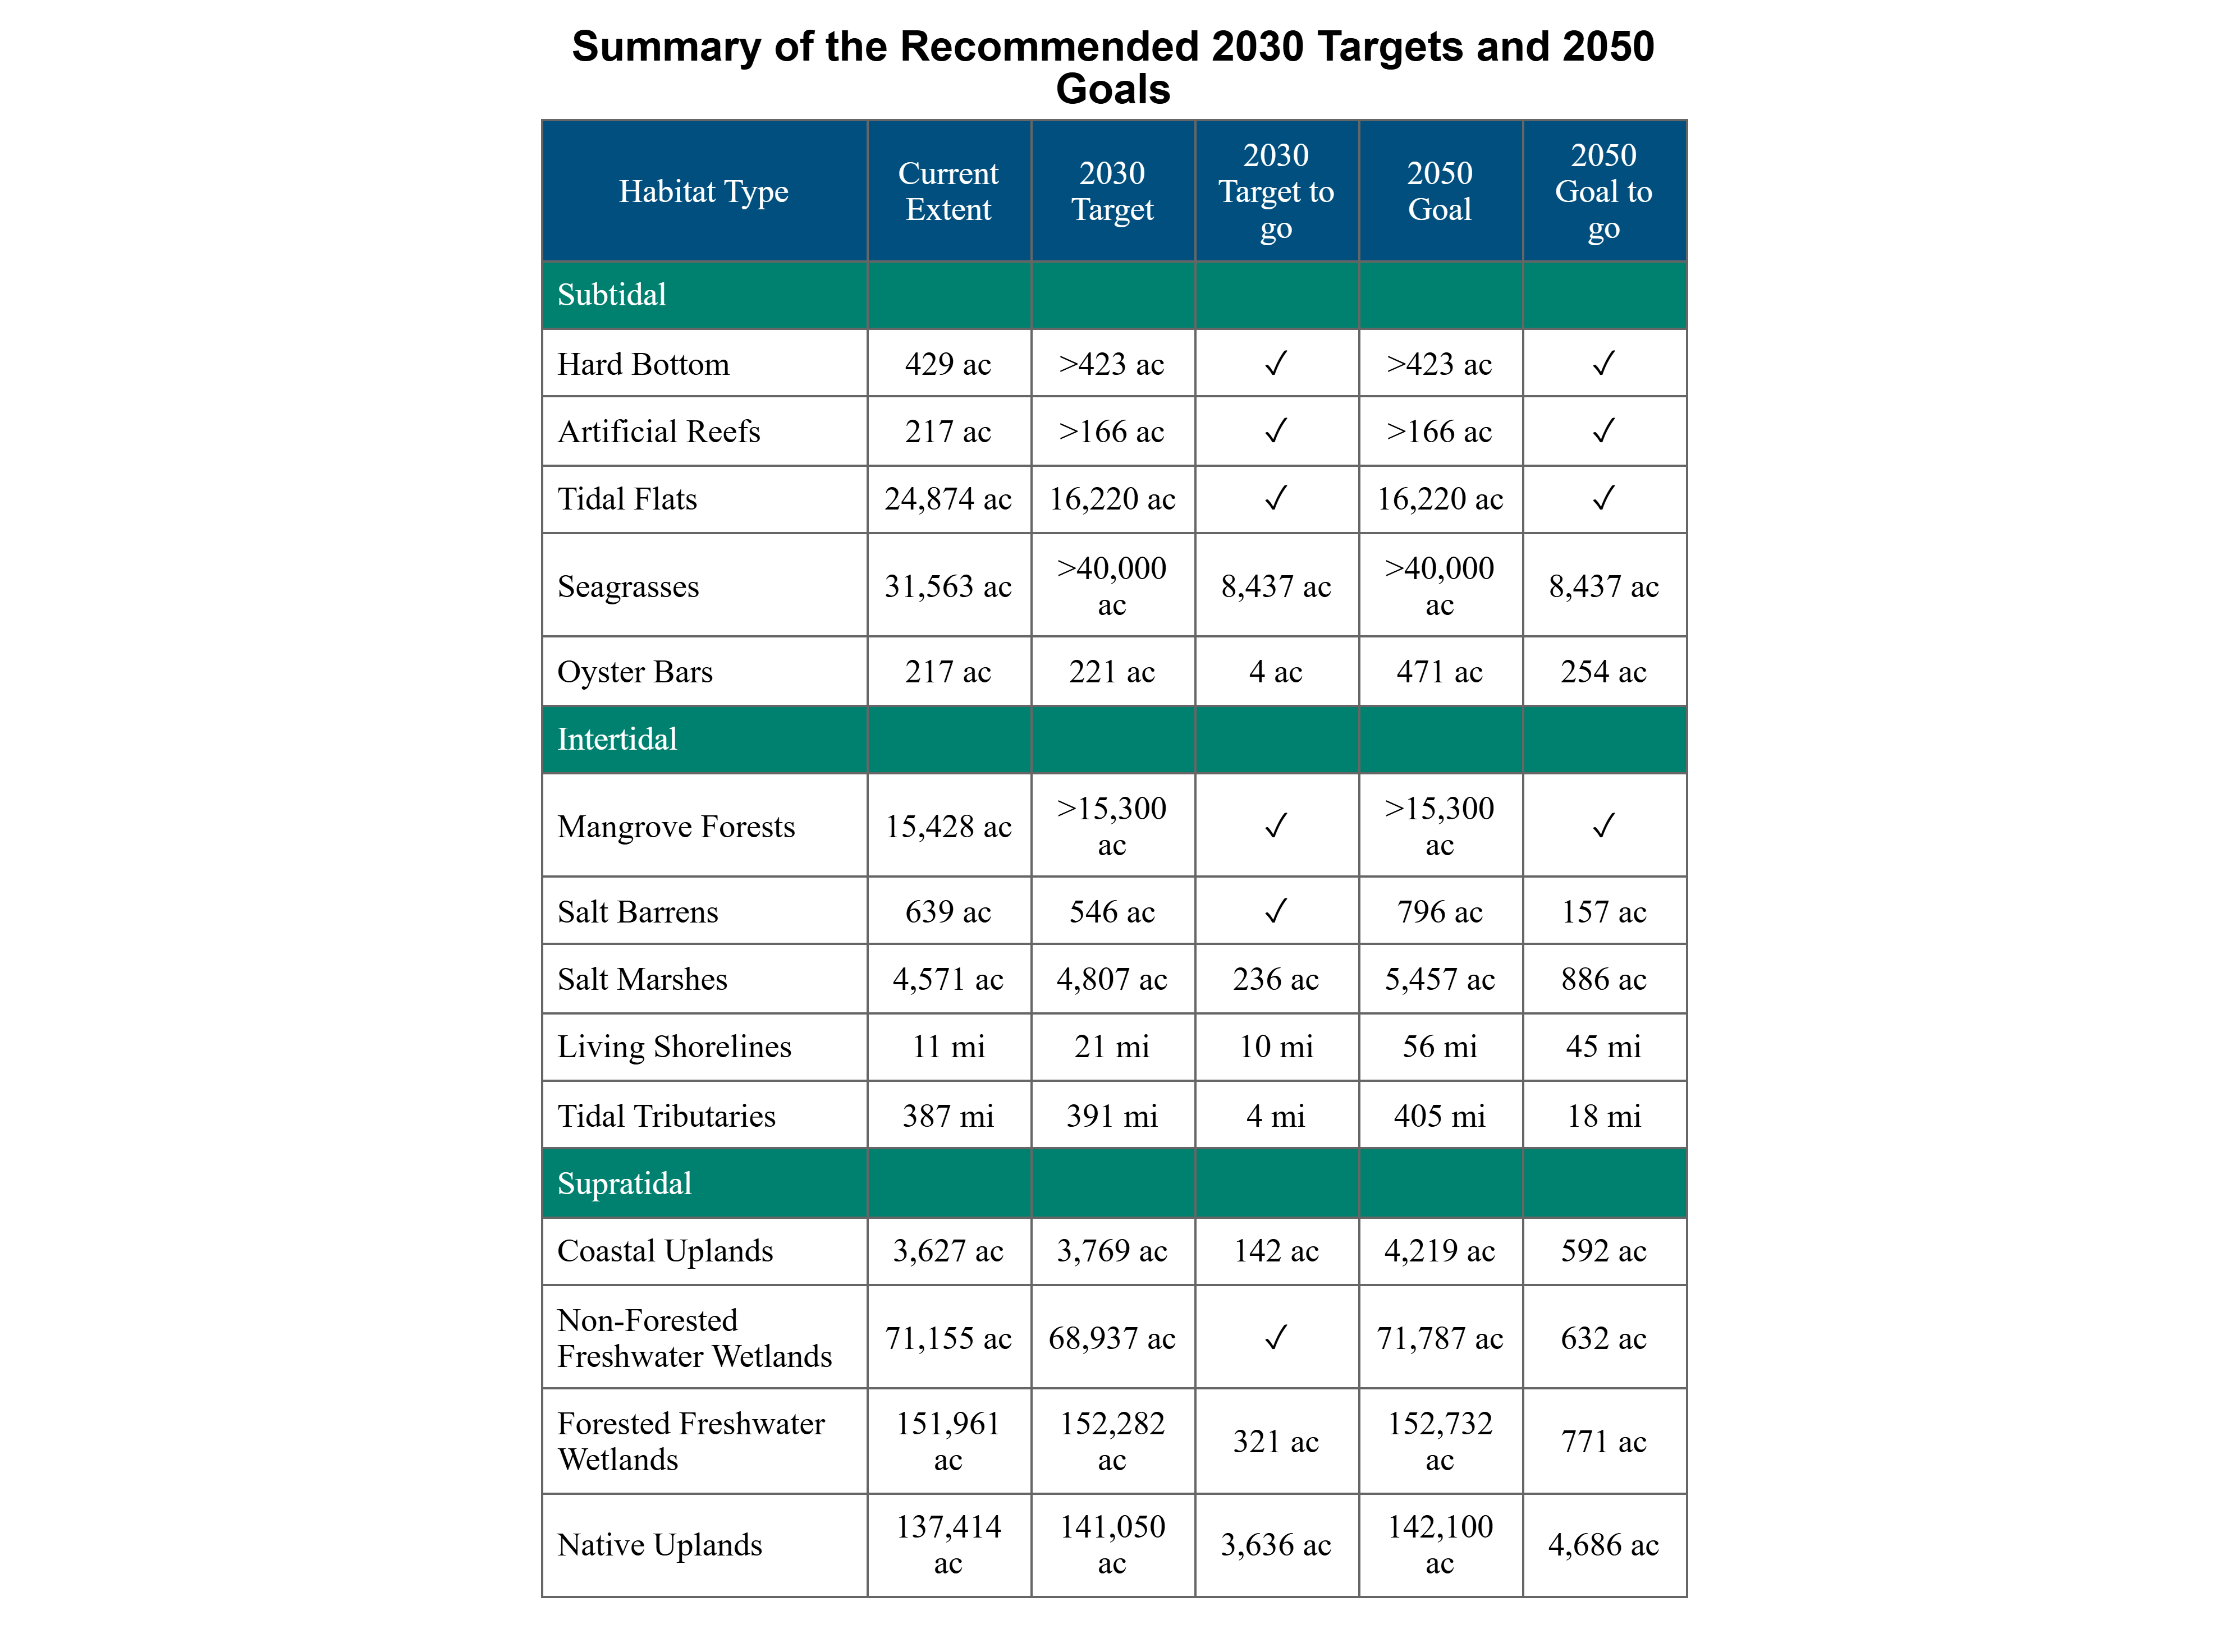 Summary of the Recommended 2030 Targets and 2050
Goals
Habitat Type
Current
Extent
2030
Target
2030
Target to
go
2050
Goal
2050
Goal to
go
Subtidal
Hard Bottom 429 ac >423 ac ✓ >423 ac ✓
Artificial Reefs 217 ac >166 ac ✓ >166 ac ✓
Tidal Flats 24,874 ac 16,220 ac ✓ 16,220 ac ✓
Seagrasses 31,563 ac
>40,000
ac
8,437 ac
>40,000
ac
8,437 ac
Oyster Bars 217 ac 221 ac 4 ac 471 ac 254 ac
Intertidal
Mangrove Forests 15,428 ac
>15,300
ac
✓
>15,300
ac
✓
Salt Barrens 639 ac 546 ac ✓ 796 ac 157 ac
Salt Marshes 4,571 ac 4,807 ac 236 ac 5,457 ac 886 ac
Living Shorelines 11 mi 21 mi 10 mi 56 mi 45 mi
Tidal Tributaries 387 mi 391 mi 4 mi 405 mi 18 mi
Supratidal
Coastal Uplands 3,627 ac 3,769 ac 142 ac 4,219 ac 592 ac
Non-Forested
Freshwater Wetlands
71,155 ac 68,937 ac ✓ 71,787 ac 632 ac
Forested Freshwater
Wetlands
151,961
ac
152,282
ac
321 ac
152,732
ac
771 ac
Native Uplands
137,414
ac
141,050
ac
3,636 ac
142,100
ac
4,686 ac